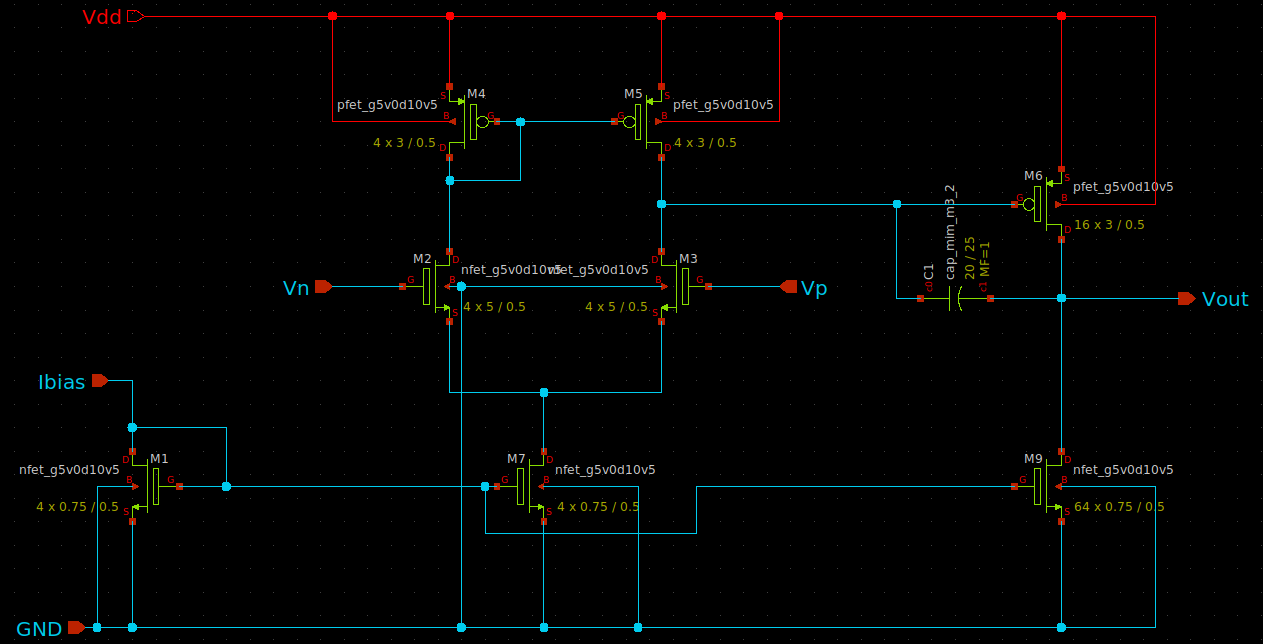 Vdd
M4
M5
S
S
pfet_g5v0d10v5
pfet_g5v0d10v5
B
G
G
B
4 x 3 / 0.5
D
D
4 x 3 / 0.5
M6
S
pfet_g5v0d10v5
G
B
D
16 x 3 / 0.5
C1
cap_mim_m3_2
20 / 25
MF=1
c0
c1
M2
M3
D
D
nfet_g5v0d10v5
nfet_g5v0d10v5
Vn
G
B
B
G
Vp
Vout
4 x 5 / 0.5
4 x 5 / 0.5
S
S
Ibias
M1
M7
M9
D
D
D
nfet_g5v0d10v5
nfet_g5v0d10v5
nfet_g5v0d10v5
B
G
G
B
G
B
4 x 0.75 / 0.5
4 x 0.75 / 0.5
64 x 0.75 / 0.5
S
S
S
GND